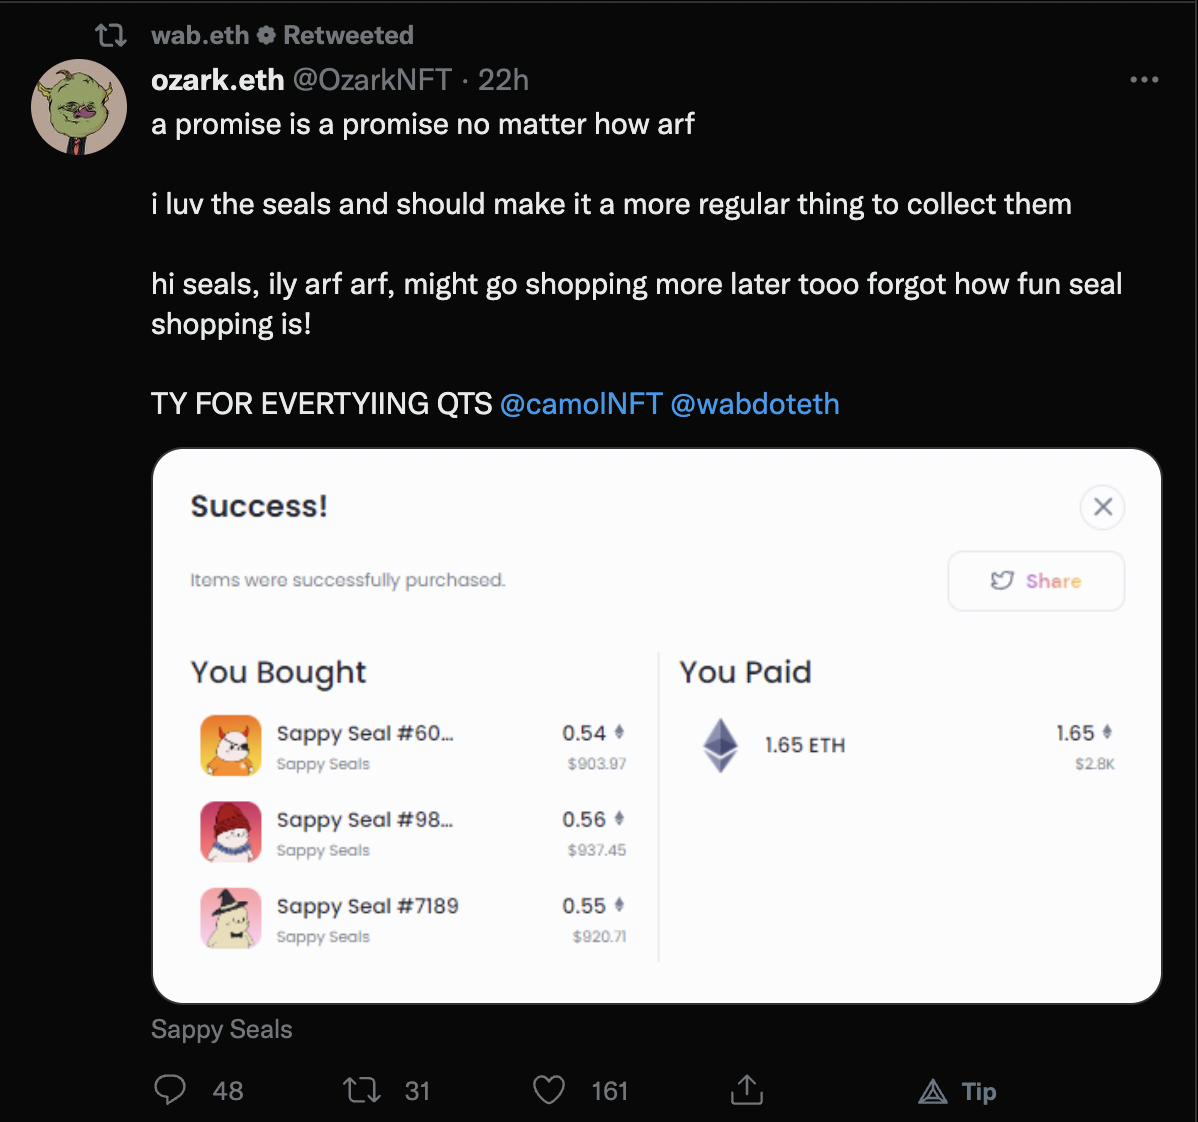 wab.eth Retweeted
ozark.eth @OzarkNFT · 22h
a promise is a promise no matter how arf
i luv the seals and should make it a more regular thing to collect them
hi seals, ily arf arf, might go shopping more later tooo forgot how fun seal
shopping is!
TY FOR EVERTYIING QTS @camolNFT @wabdoteth
Success!
Items were successfully purchased.
Share
You Bought
Sappy Seal #60... 0.54
Sappy Seals $903.97
Sappy Seal #98... 0.56
Sappy Seals $937.45
Sappy Seal #7189 0.55
Sappy Seals $920.71
You Paid
1.65 ETH 1.65
$2.8K
Sappy Seals
48 31 161 Tip